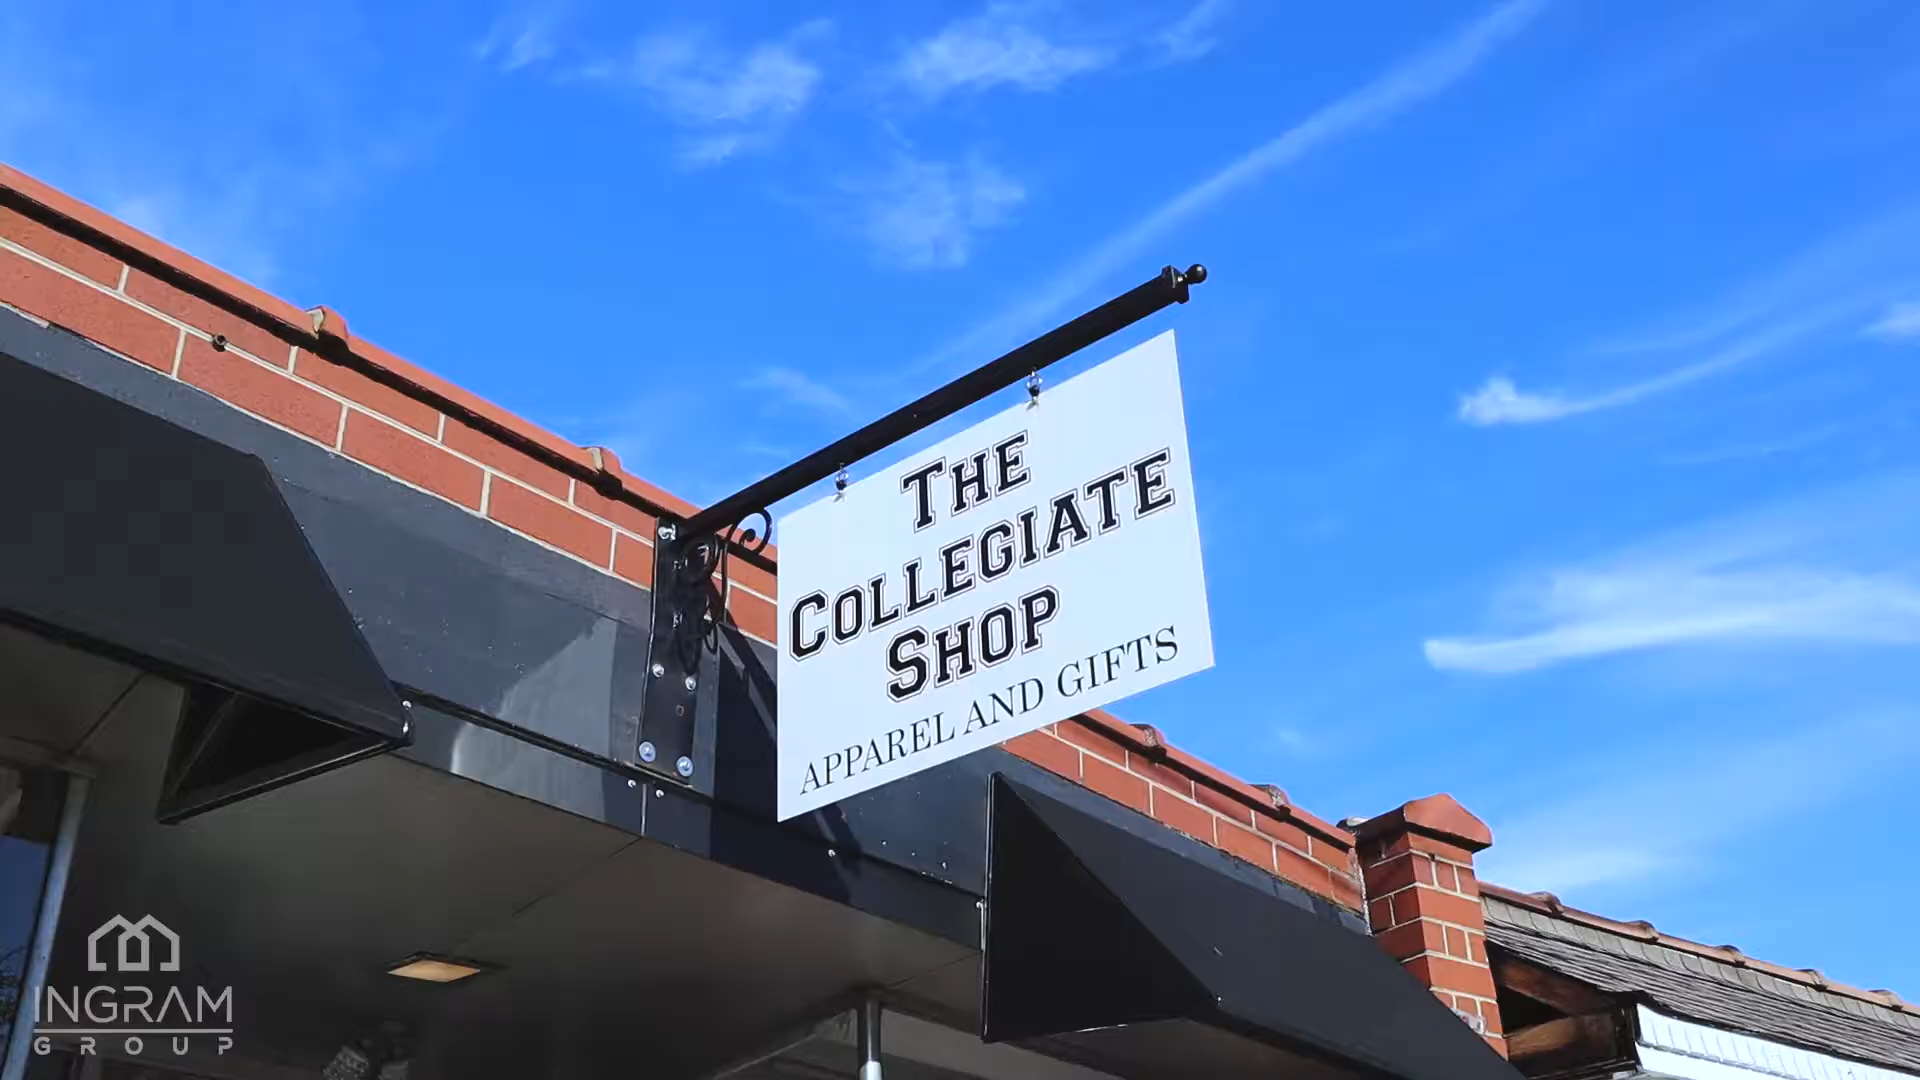 THE
COLLEGIATE
SHOP
APPAREL AND GIFTS
INGRAM
GROUP